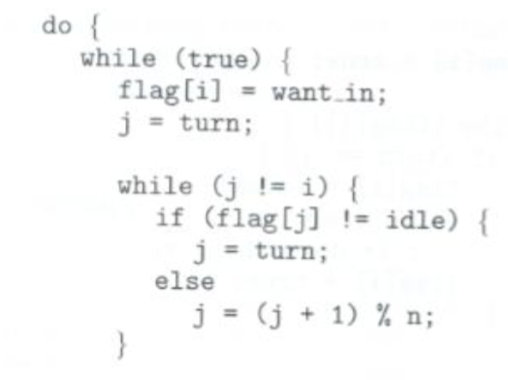 do {
while (true) {
flag[i] = want_in;
j = turn;
while (j != i) {
if (flag[j] != idle) {
j = turn;
else
j = (j + 1) % n;
}